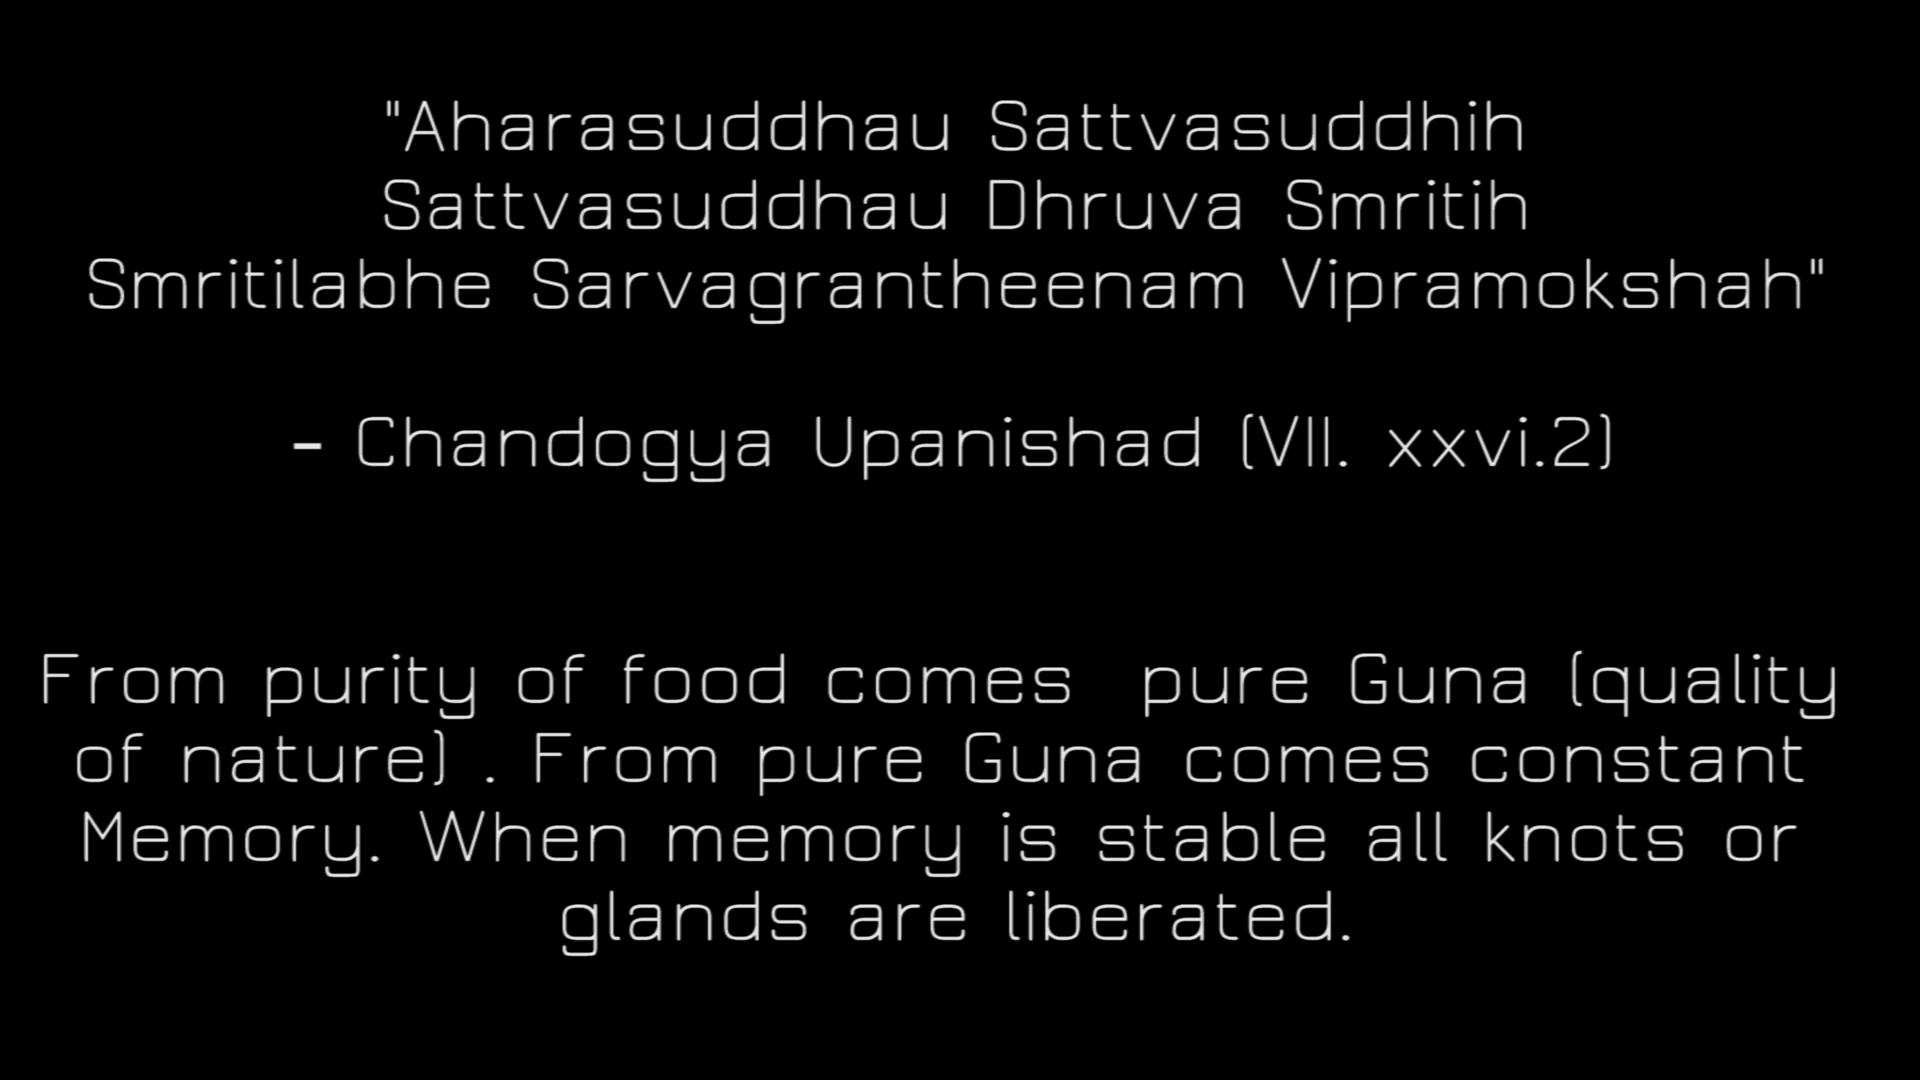 "Aharasuddhau Sattvasuddhih
Sattvasuddhau Dhruva Smritih
Smritilabhe Sarvagrantheenam Vipramokshah"
- Chandogya Upanishad (VII. xxvi.2)
From purity of food comes  pure Guna (quality
of nature) . From pure Guna comes constant
Memory. When memory is stable all knots or
glands are liberated.